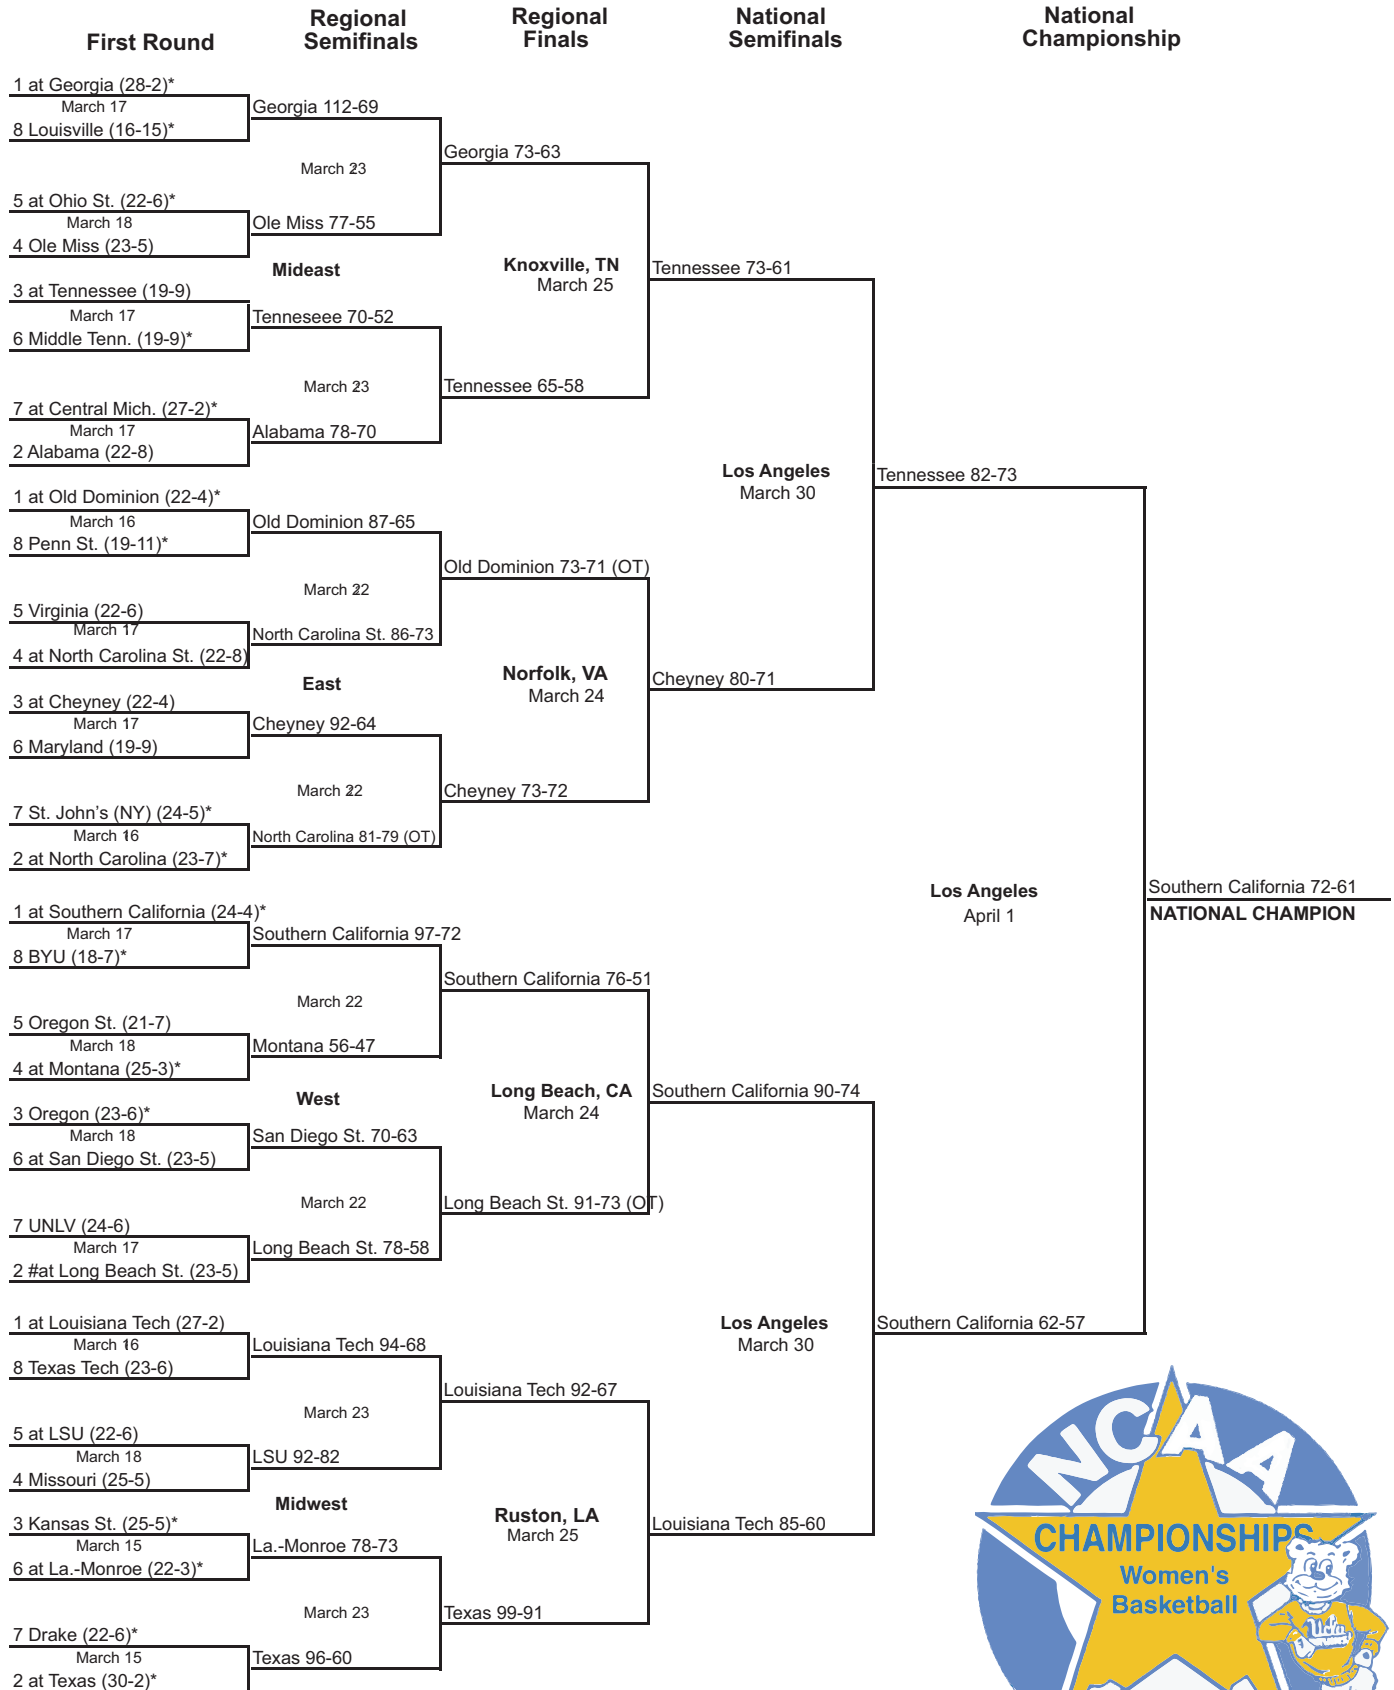 First Round
Regional
Semifinals
Regional
Finals
National
Semifinals
National
Championship
1 at Georgia (28-2)*
March 17
8 Louisville (16-15)*
Georgia 112-69
March 23
Georgia 73-63
5 at Ohio St. (22-6)*
March 18
4 Ole Miss (23-5)
Ole Miss 77-55
Mideast
Knoxville, TN
March 25
Tennessee 73-61
3 at Tennessee (19-9)
March 17
6 Middle Tenn. (19-9)*
Tenneseee 70-52
March 23
Tennessee 65-58
7 at Central Mich. (27-2)*
March 17
2 Alabama (22-8)
Alabama 78-70
Los Angeles
March 30
Tennessee 82-73
1 at Old Dominion (22-4)*
March 16
8 Penn St. (19-11)*
Old Dominion 87-65
March 22
Old Dominion 73-71 (OT)
5 Virginia (22-6)
March 17
4 at North Carolina St. (22-8)
North Carolina St. 86-73
East
Norfolk, VA
March 24
Cheyney 80-71
3 at Cheyney (22-4)
March 17
6 Maryland (19-9)
Cheyney 92-64
March 22
Cheyney 73-72
7 St. John's (NY) (24-5)*
March 16
2 at North Carolina (23-7)*
North Carolina 81-79 (OT)
Los Angeles
April 1
Southern California 72-61
NATIONAL CHAMPION
1 at Southern California (24-4)*
March 17
8 BYU (18-7)*
Southern California 97-72
March 22
Southern California 76-51
5 Oregon St. (21-7)
March 18
4 at Montana (25-3)*
Montana 56-47
West
Long Beach, CA
March 24
Southern California 90-74
3 Oregon (23-6)*
March 18
6 at San Diego St. (23-5)
San Diego St. 70-63
March 22
Long Beach St. 91-73 (OT)
7 UNLV (24-6)
March 17
2 #at Long Beach St. (23-5)
Long Beach St. 78-58
Los Angeles
March 30
Southern California 62-57
1 at Louisiana Tech (27-2)
March 16
8 Texas Tech (23-6)
Louisiana Tech 94-68
March 23
Louisiana Tech 92-67
5 at LSU (22-6)
March 18
4 Missouri (25-5)
LSU 92-82
Midwest
Ruston, LA
March 25
Louisiana Tech 85-60
3 Kansas St. (25-5)*
March 15
6 at La.-Monroe (22-3)*
La.-Monroe 78-73
March 23
Texas 99-91
7 Drake (22-6)*
March 15
2 at Texas (30-2)*
Texas 96-60
NCAA
CHAMPIONSHIPS
Women's
Basketball
Ucla